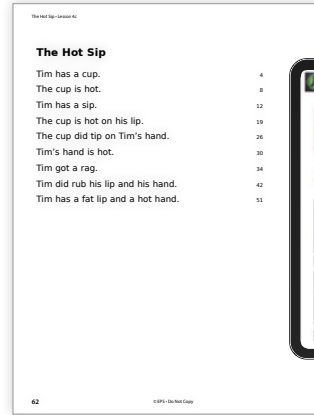 The Hot Sip • Lesson 4c
The Hot Sip
Tim has a cup. 4
The cup is hot. 8
Tim has a sip. 12
The cup is hot on his lip. 19
The cup did tip on Tim’s hand. 26
Tim’s hand is hot. 30
Tim got a rag. 34
Tim did rub his lip and his hand. 42
Tim has a fat lip and a hot hand. 51
62 ©EPS • Do Not Copy